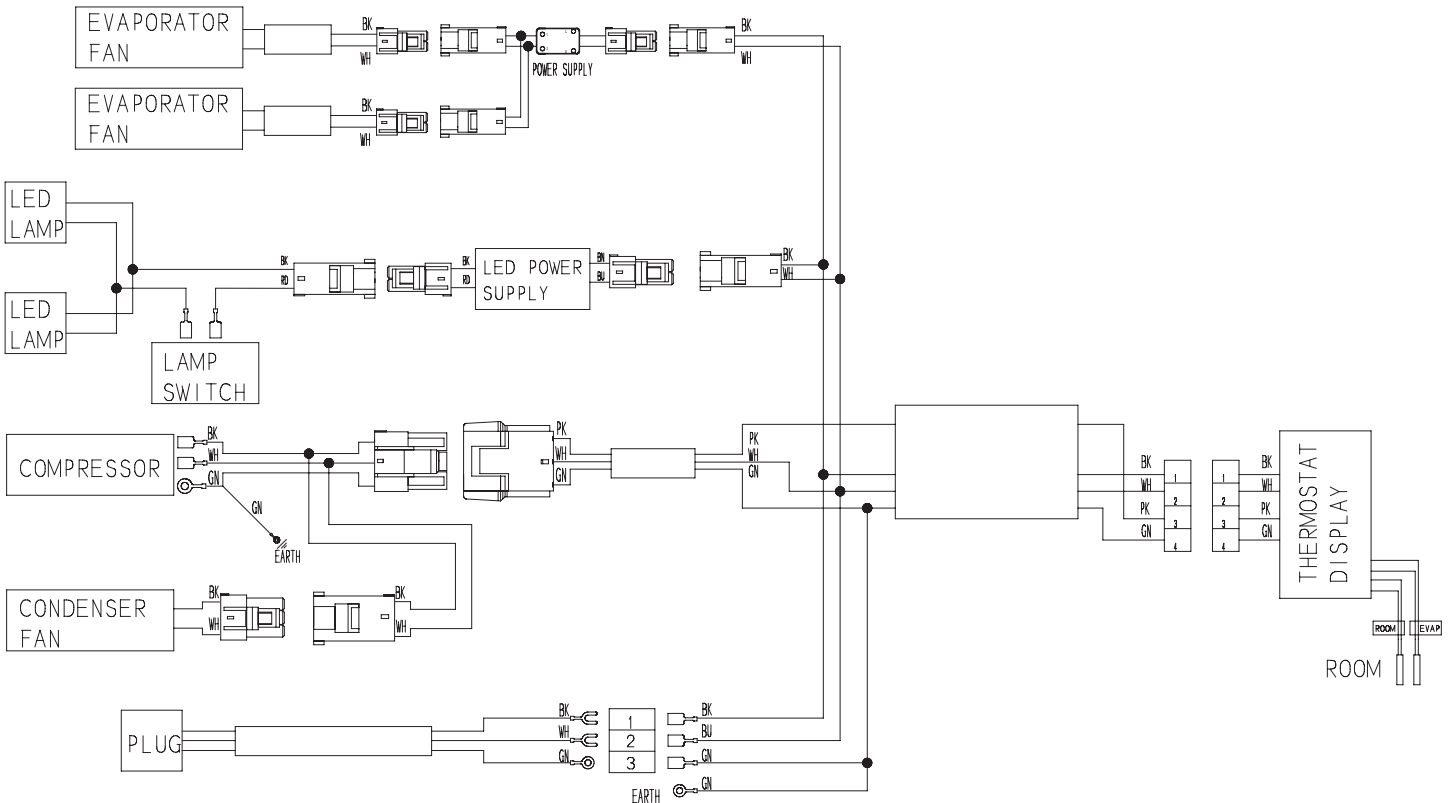 EVAPORATOR
FAN
BK
WH
POWER SUPPLY
BK
WH
EVAPORATOR
FAN
BK
WH
LED
LAMP
LED
LAMP
LAMP
SWITCH
BK
RD
BK
RD
LED POWER
SUPPLY
BN
BU
BK
WH
COMPRESSOR
BK
WH
GN
GN
EARTH
PK
WH
GN
PK
WH
GN
BK
WH
PK
GN
1
2
3
4
1
2
3
4
BK
WH
PK
GN
THERMOSTAT
DISPLAY
ROOM
EVAP
ROOM
CONDENSER
FAN
BK
WH
BK
WH
PLUG
BK
WH
GN
1
2
3
BK
BU
GN
EARTH
GN